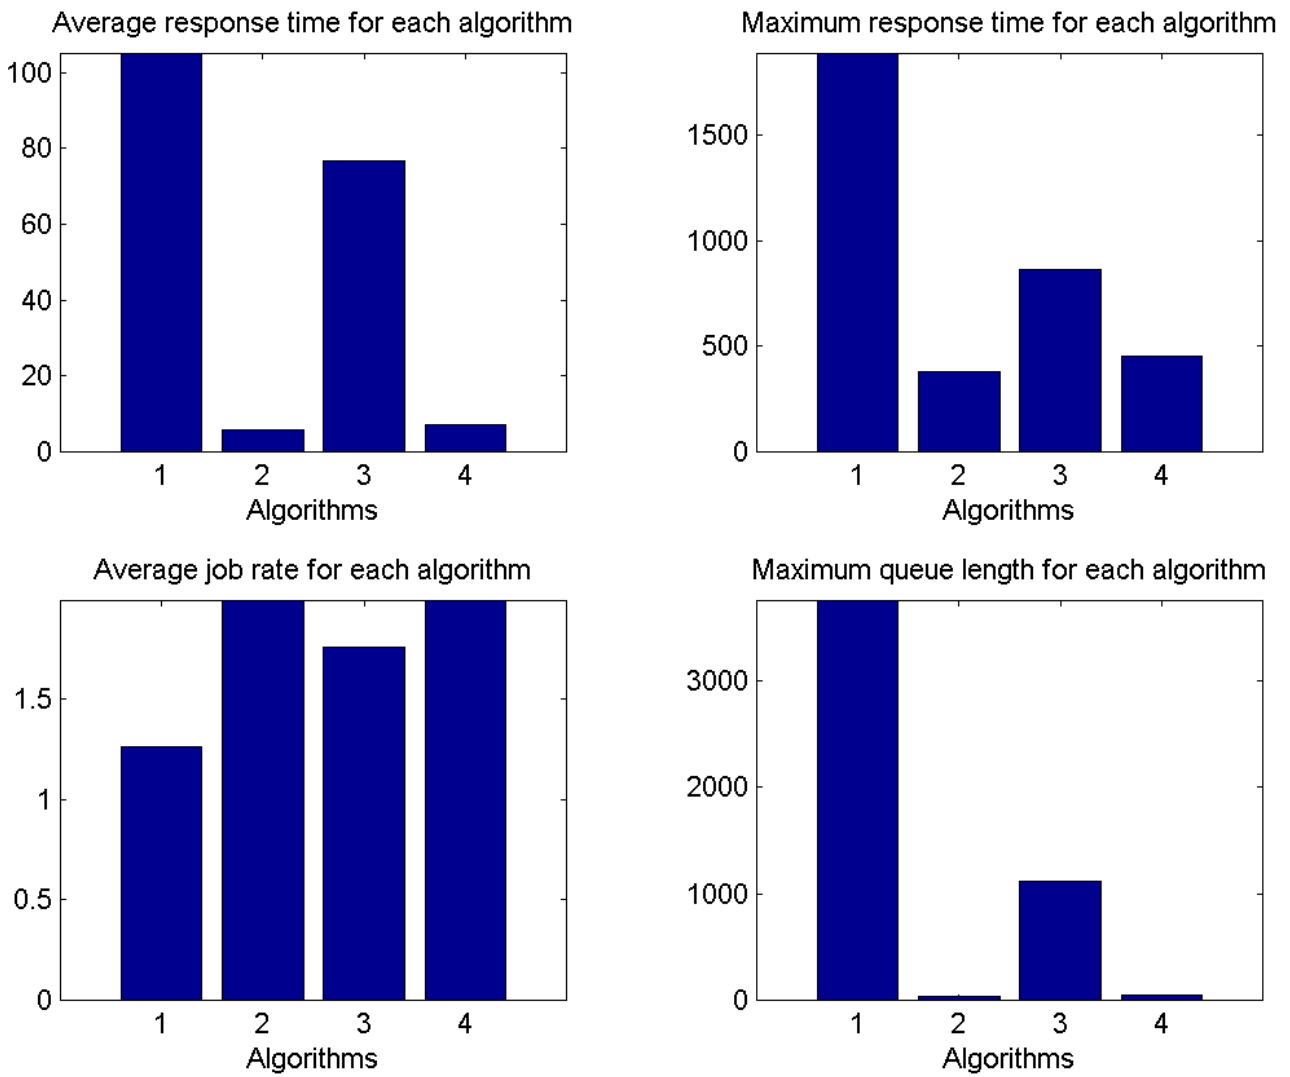 Average response time for each algorithm
100
80
60
40
20
0
1 2 3 4
Algorithms
Maximum response time for each algorithm
1500
1000
500
0
1 2 3 4
Algorithms
Average job rate for each algorithm
1.5
1
0.5
0
1 2 3 4
Algorithms
Maximum queue length for each algorithm
3000
2000
1000
0
1 2 3 4
Algorithms